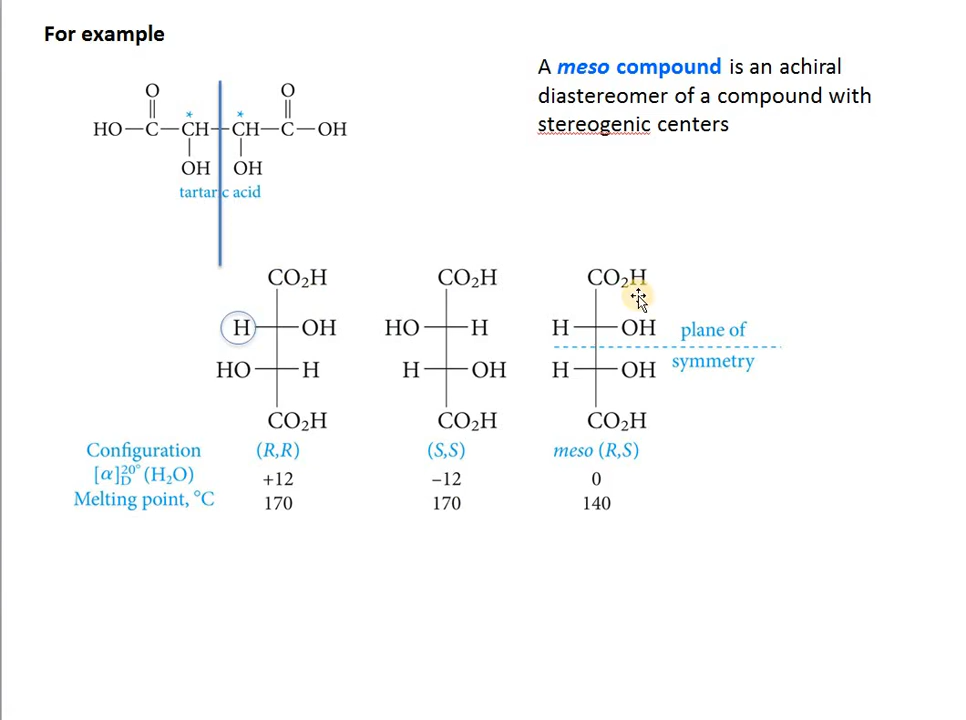 For example
A meso compound is an achiral
diastereomer of a compound with
stereogenic centers
O O
HO—C—CH—CH—C—OH
* *
OH OH
tartaric acid
CO₂H CO₂H CO₂H
H OH HO H H OH plane of
HO H H OH H OH symmetry
CO₂H CO₂H CO₂H
Configuration (R,R) (S,S) meso (R,S)
[α]20° D (H₂O) +12 −12 0
Melting point, °C 170 170 140